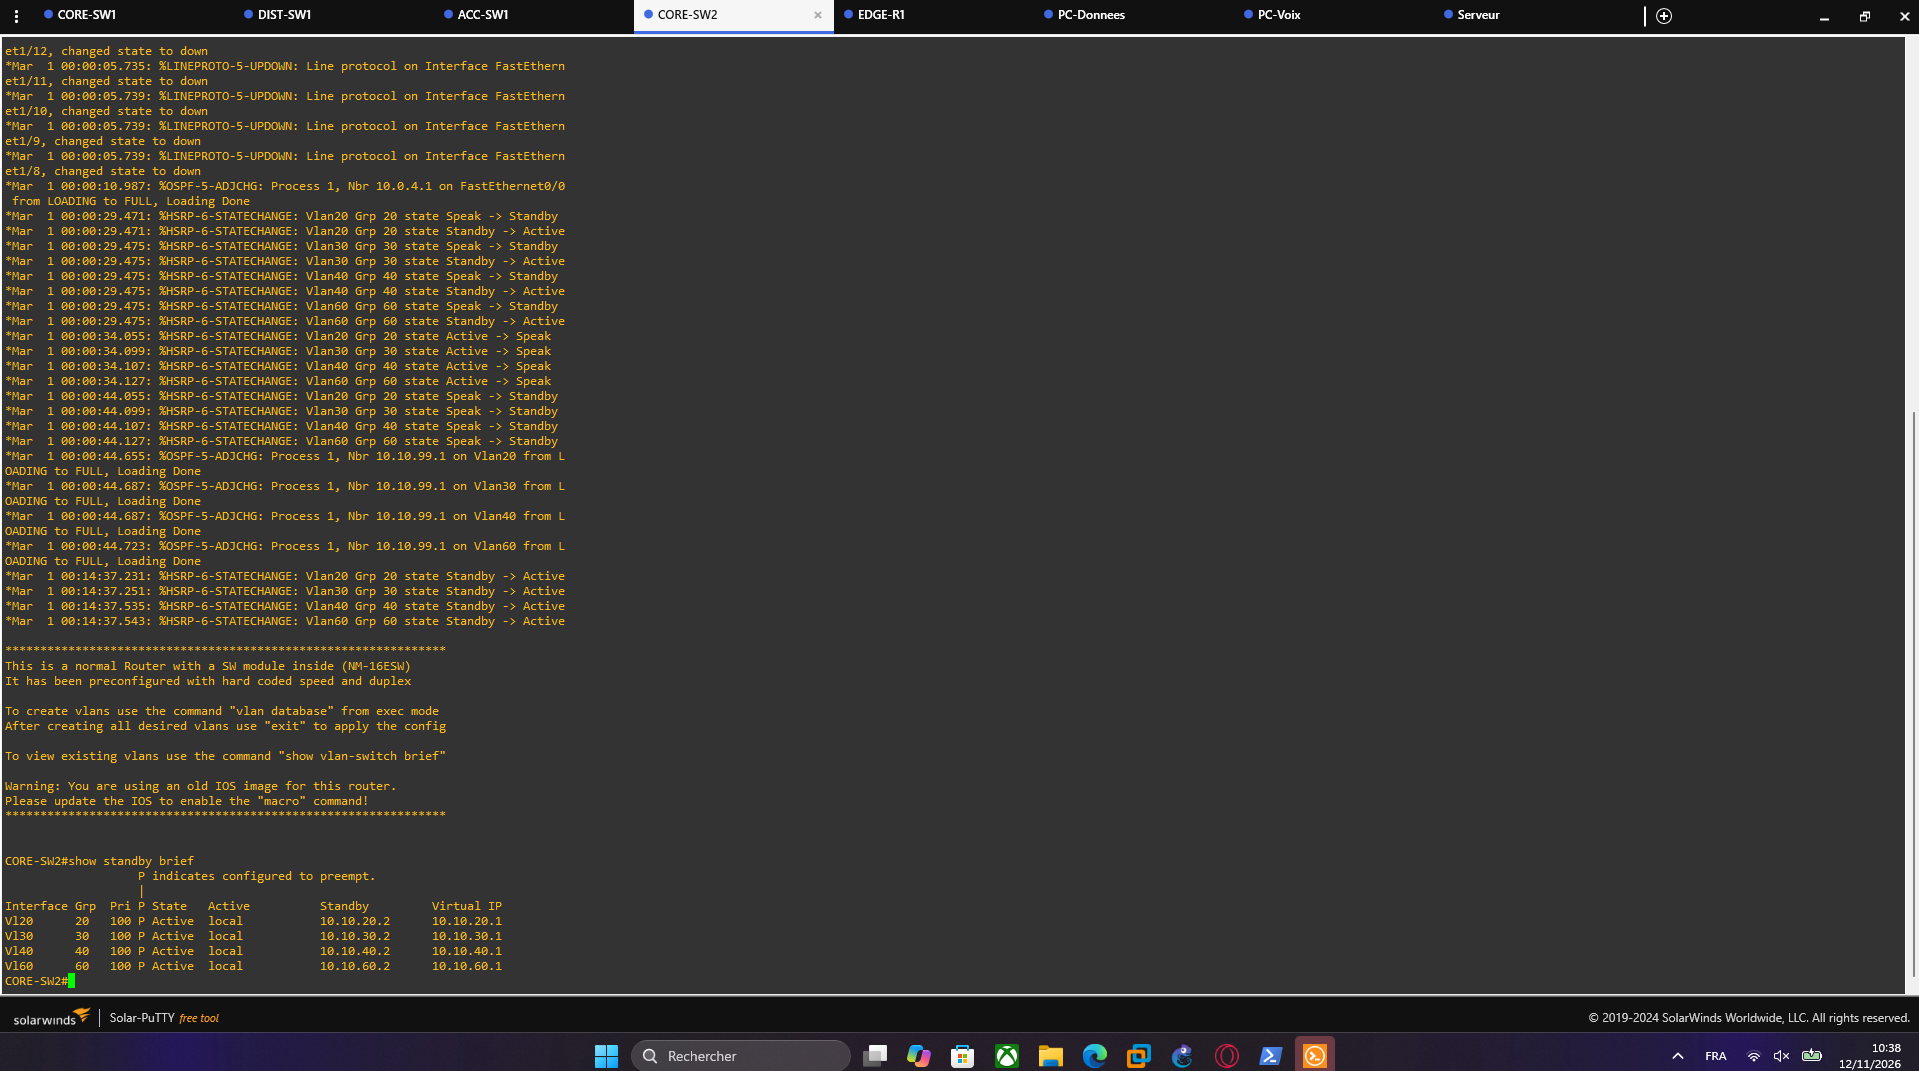 CORE-SW1
DIST-SW1
ACC-SW1
CORE-SW2
EDGE-R1
PC-Donnees
PC-Voix
Serveur
et1/12, changed state to down
*Mar  1 00:00:05.735: %LINEPROTO-5-UPDOWN: Line protocol on Interface FastEthern
et1/11, changed state to down
*Mar  1 00:00:05.739: %LINEPROTO-5-UPDOWN: Line protocol on Interface FastEthern
et1/10, changed state to down
*Mar  1 00:00:05.739: %LINEPROTO-5-UPDOWN: Line protocol on Interface FastEthern
et1/9, changed state to down
*Mar  1 00:00:05.739: %LINEPROTO-5-UPDOWN: Line protocol on Interface FastEthern
et1/8, changed state to down
*Mar  1 00:00:10.987: %OSPF-5-ADJCHG: Process 1, Nbr 10.0.4.1 on FastEthernet0/0
 from LOADING to FULL, Loading Done
*Mar  1 00:00:29.471: %HSRP-6-STATECHANGE: Vlan20 Grp 20 state Speak -> Standby
*Mar  1 00:00:29.471: %HSRP-6-STATECHANGE: Vlan20 Grp 20 state Standby -> Active
*Mar  1 00:00:29.475: %HSRP-6-STATECHANGE: Vlan30 Grp 30 state Speak -> Standby
*Mar  1 00:00:29.475: %HSRP-6-STATECHANGE: Vlan30 Grp 30 state Standby -> Active
*Mar  1 00:00:29.475: %HSRP-6-STATECHANGE: Vlan40 Grp 40 state Speak -> Standby
*Mar  1 00:00:29.475: %HSRP-6-STATECHANGE: Vlan40 Grp 40 state Standby -> Active
*Mar  1 00:00:29.475: %HSRP-6-STATECHANGE: Vlan60 Grp 60 state Speak -> Standby
*Mar  1 00:00:29.475: %HSRP-6-STATECHANGE: Vlan60 Grp 60 state Standby -> Active
*Mar  1 00:00:34.055: %HSRP-6-STATECHANGE: Vlan20 Grp 20 state Active -> Speak
*Mar  1 00:00:34.099: %HSRP-6-STATECHANGE: Vlan30 Grp 30 state Active -> Speak
*Mar  1 00:00:34.107: %HSRP-6-STATECHANGE: Vlan40 Grp 40 state Active -> Speak
*Mar  1 00:00:34.127: %HSRP-6-STATECHANGE: Vlan60 Grp 60 state Active -> Speak
*Mar  1 00:00:44.055: %HSRP-6-STATECHANGE: Vlan20 Grp 20 state Speak -> Standby
*Mar  1 00:00:44.099: %HSRP-6-STATECHANGE: Vlan30 Grp 30 state Speak -> Standby
*Mar  1 00:00:44.107: %HSRP-6-STATECHANGE: Vlan40 Grp 40 state Speak -> Standby
*Mar  1 00:00:44.127: %HSRP-6-STATECHANGE: Vlan60 Grp 60 state Speak -> Standby
*Mar  1 00:00:44.655: %OSPF-5-ADJCHG: Process 1, Nbr 10.10.99.1 on Vlan20 from L
OADING to FULL, Loading Done
*Mar  1 00:00:44.687: %OSPF-5-ADJCHG: Process 1, Nbr 10.10.99.1 on Vlan30 from L
OADING to FULL, Loading Done
*Mar  1 00:00:44.687: %OSPF-5-ADJCHG: Process 1, Nbr 10.10.99.1 on Vlan40 from L
OADING to FULL, Loading Done
*Mar  1 00:00:44.723: %OSPF-5-ADJCHG: Process 1, Nbr 10.10.99.1 on Vlan60 from L
OADING to FULL, Loading Done
*Mar  1 00:14:37.231: %HSRP-6-STATECHANGE: Vlan20 Grp 20 state Standby -> Active
*Mar  1 00:14:37.251: %HSRP-6-STATECHANGE: Vlan30 Grp 30 state Standby -> Active
*Mar  1 00:14:37.535: %HSRP-6-STATECHANGE: Vlan40 Grp 40 state Standby -> Active
*Mar  1 00:14:37.543: %HSRP-6-STATECHANGE: Vlan60 Grp 60 state Standby -> Active
***************************************************************
This is a normal Router with a SW module inside (NM-16ESW)
It has been preconfigured with hard coded speed and duplex
To create vlans use the command "vlan database" from exec mode
After creating all desired vlans use "exit" to apply the config
To view existing vlans use the command "show vlan-switch brief"
Warning: You are using an old IOS image for this router.
Please update the IOS to enable the "macro" command!
***************************************************************
CORE-SW2#show standby brief
                   P indicates configured to preempt.
                   |
Interface Grp  Pri P State   Active          Standby         Virtual IP
Vl20      20   100 P Active  local           10.10.20.2      10.10.20.1
Vl30      30   100 P Active  local           10.10.30.2      10.10.30.1
Vl40      40   100 P Active  local           10.10.40.2      10.10.40.1
Vl60      60   100 P Active  local           10.10.60.2      10.10.60.1
CORE-SW2#
solarwinds | Solar-PuTTY free tool
© 2019-2024 SolarWinds Worldwide, LLC. All rights reserved.
Rechercher
FRA
10:38
12/11/2026